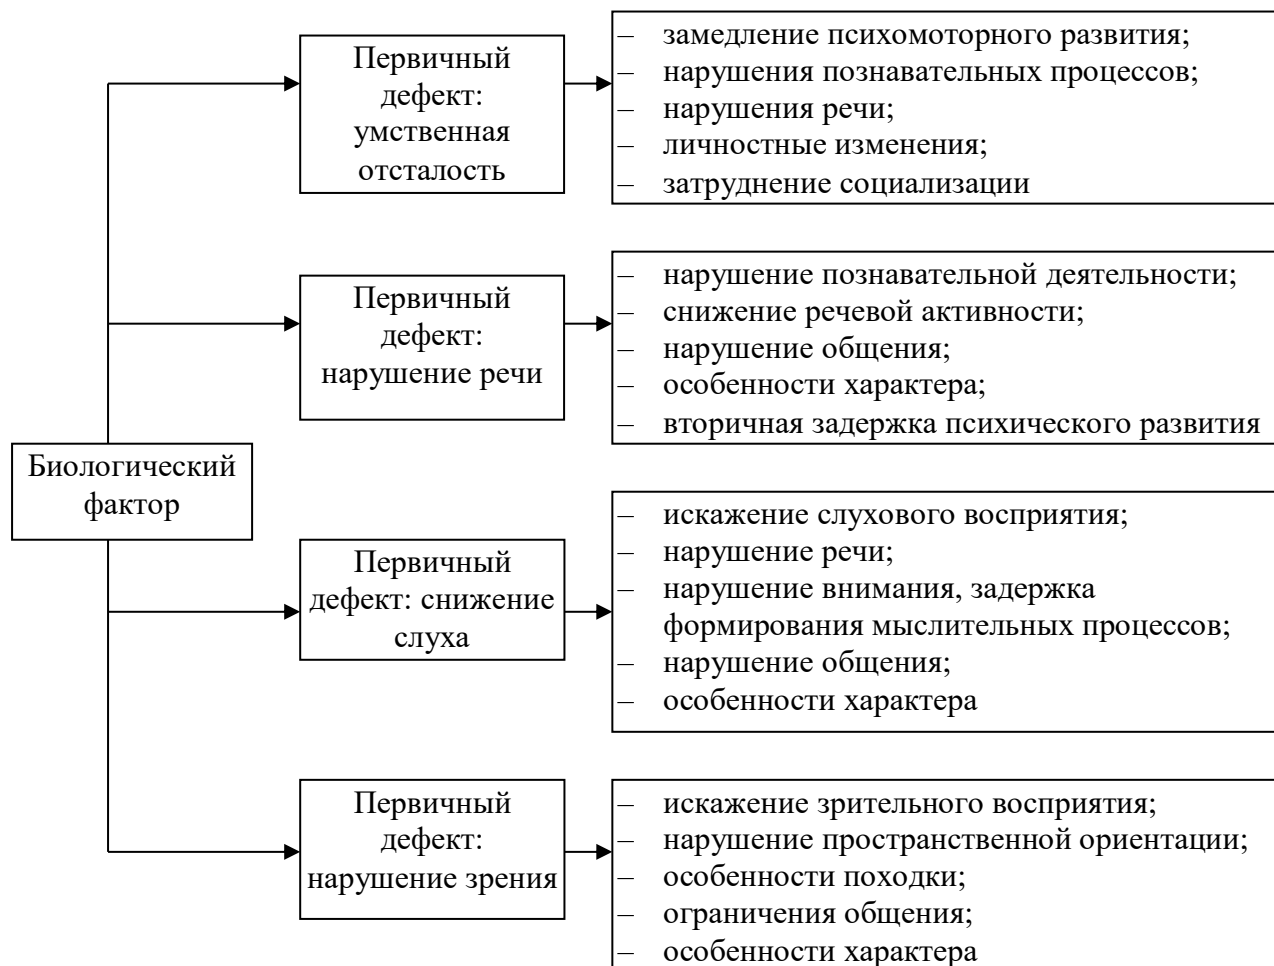 Первичный
дефект:
умственная
отсталость
– замедление психомоторного развития;
– нарушения познавательных процессов;
– нарушения речи;
– личностные изменения;
– затруднение социализации
Первичный
дефект:
нарушение речи
– нарушение познавательной деятельности;
– снижение речевой активности;
– нарушение общения;
– особенности характера;
– вторичная задержка психического развития
Биологический
фактор
Первичный
дефект: снижение
слуха
– искажение слухового восприятия;
– нарушение речи;
– нарушение внимания, задержка
формирования мыслительных процессов;
– нарушение общения;
– особенности характера
Первичный
дефект:
нарушение зрения
– искажение зрительного восприятия;
– нарушение пространственной ориентации;
– особенности походки;
– ограничения общения;
– особенности характера